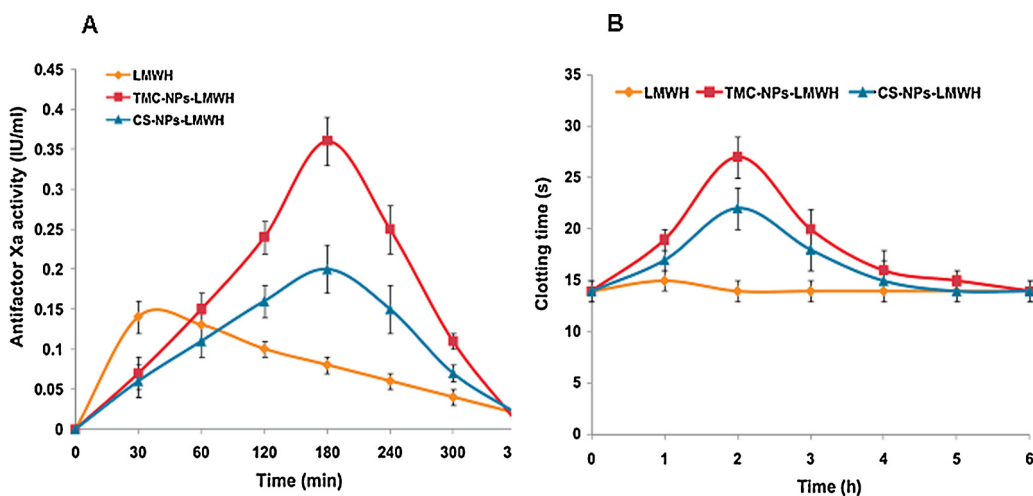 A
Antifactor Xa activity (IU/ml)
0.45
0.4
0.35
0.3
0.25
0.2
0.15
0.1
0.05
0
LMWH
TMC-NPs-LMWH
CS-NPs-LMWH
0 30 60 120 180 240 300 3
Time (min)
B
Clotting time (s)
35
30
25
20
15
10
5
0
LMWH TMC-NPs-LMWH CS-NPs-LMWH
0 1 2 3 4 5 6
Time (h)